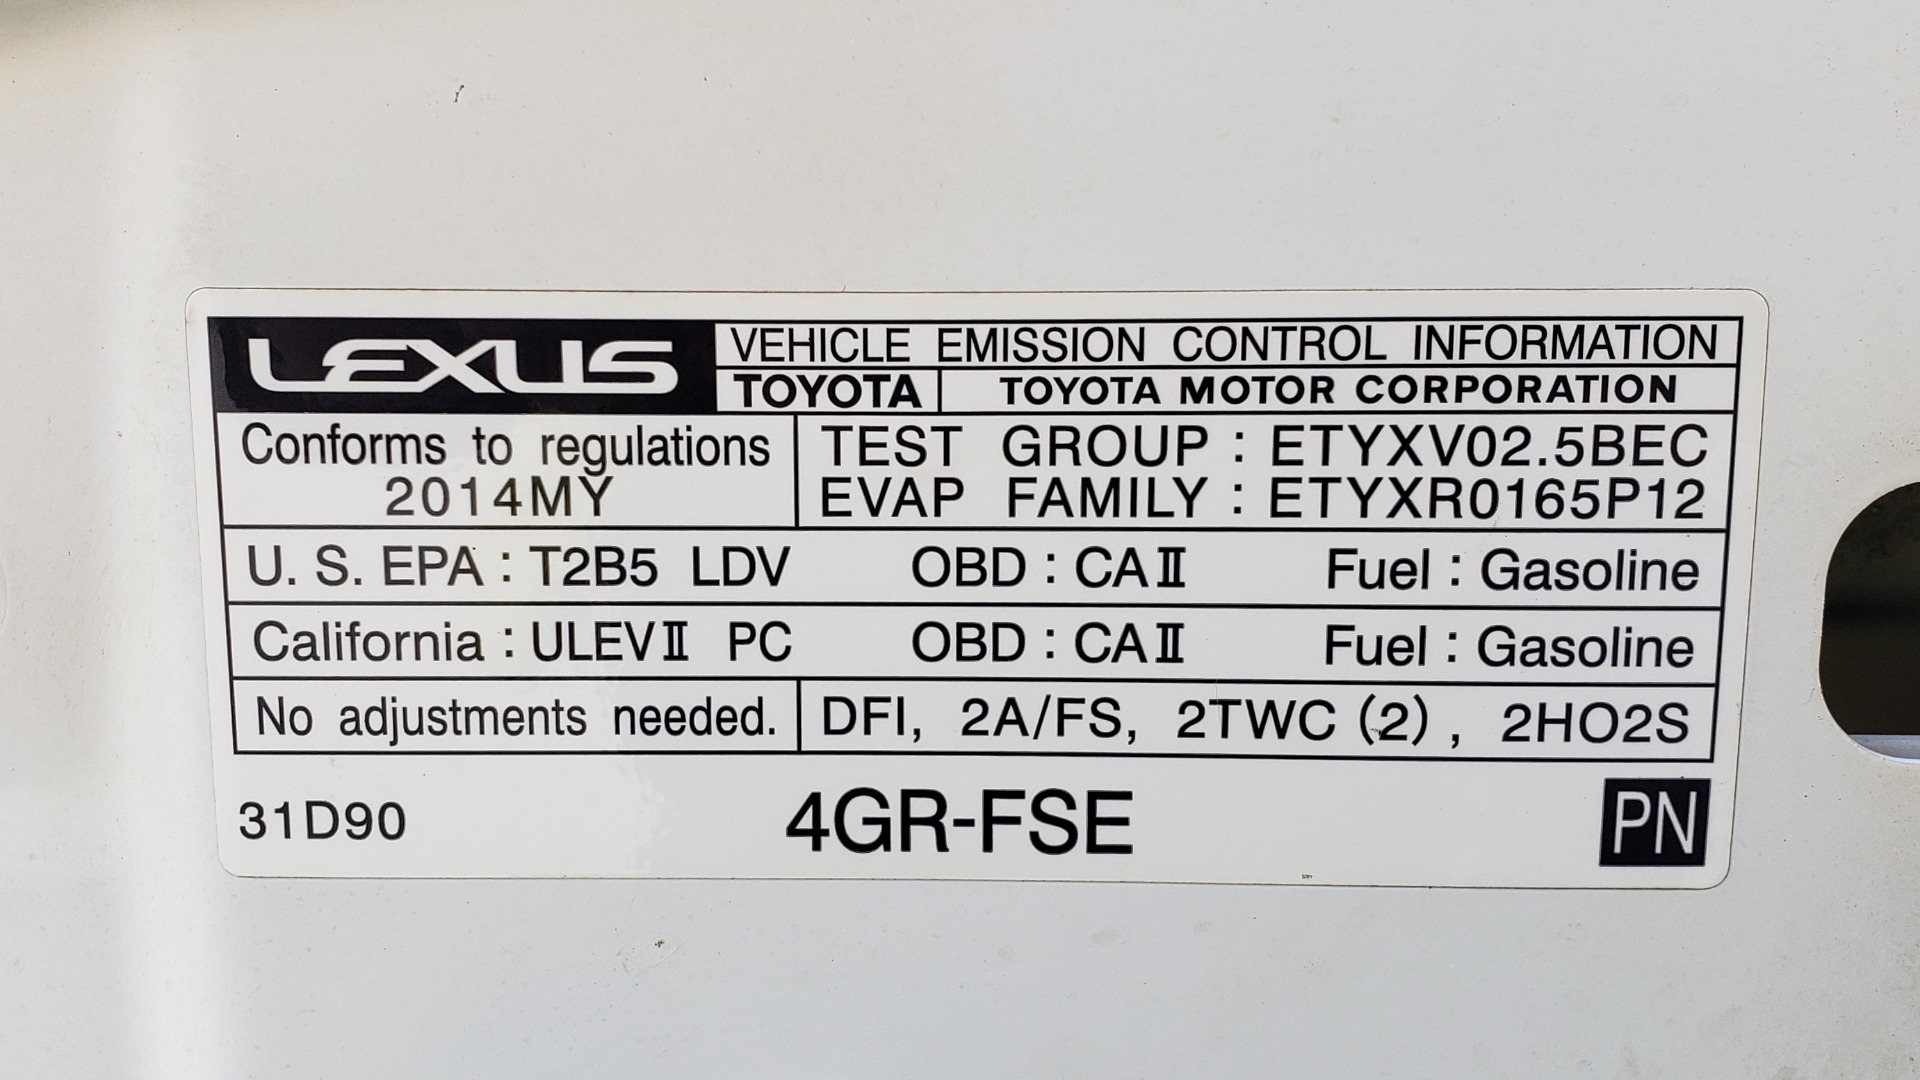 LEXUS VEHICLE EMISSION CONTROL INFORMATION
TOYOTA TOYOTA MOTOR CORPORATION
Conforms to regulations
2014MY
TEST GROUP : ETYXV02.5BEC
EVAP FAMILY : ETYXR0165P12
U. S. EPA : T2B5 LDV OBD : CAⅡ Fuel : Gasoline
California : ULEVⅡ PC OBD : CAⅡ Fuel : Gasoline
No adjustments needed. DFI, 2A/FS, 2TWC (2) , 2HO2S
31D90 4GR-FSE PN